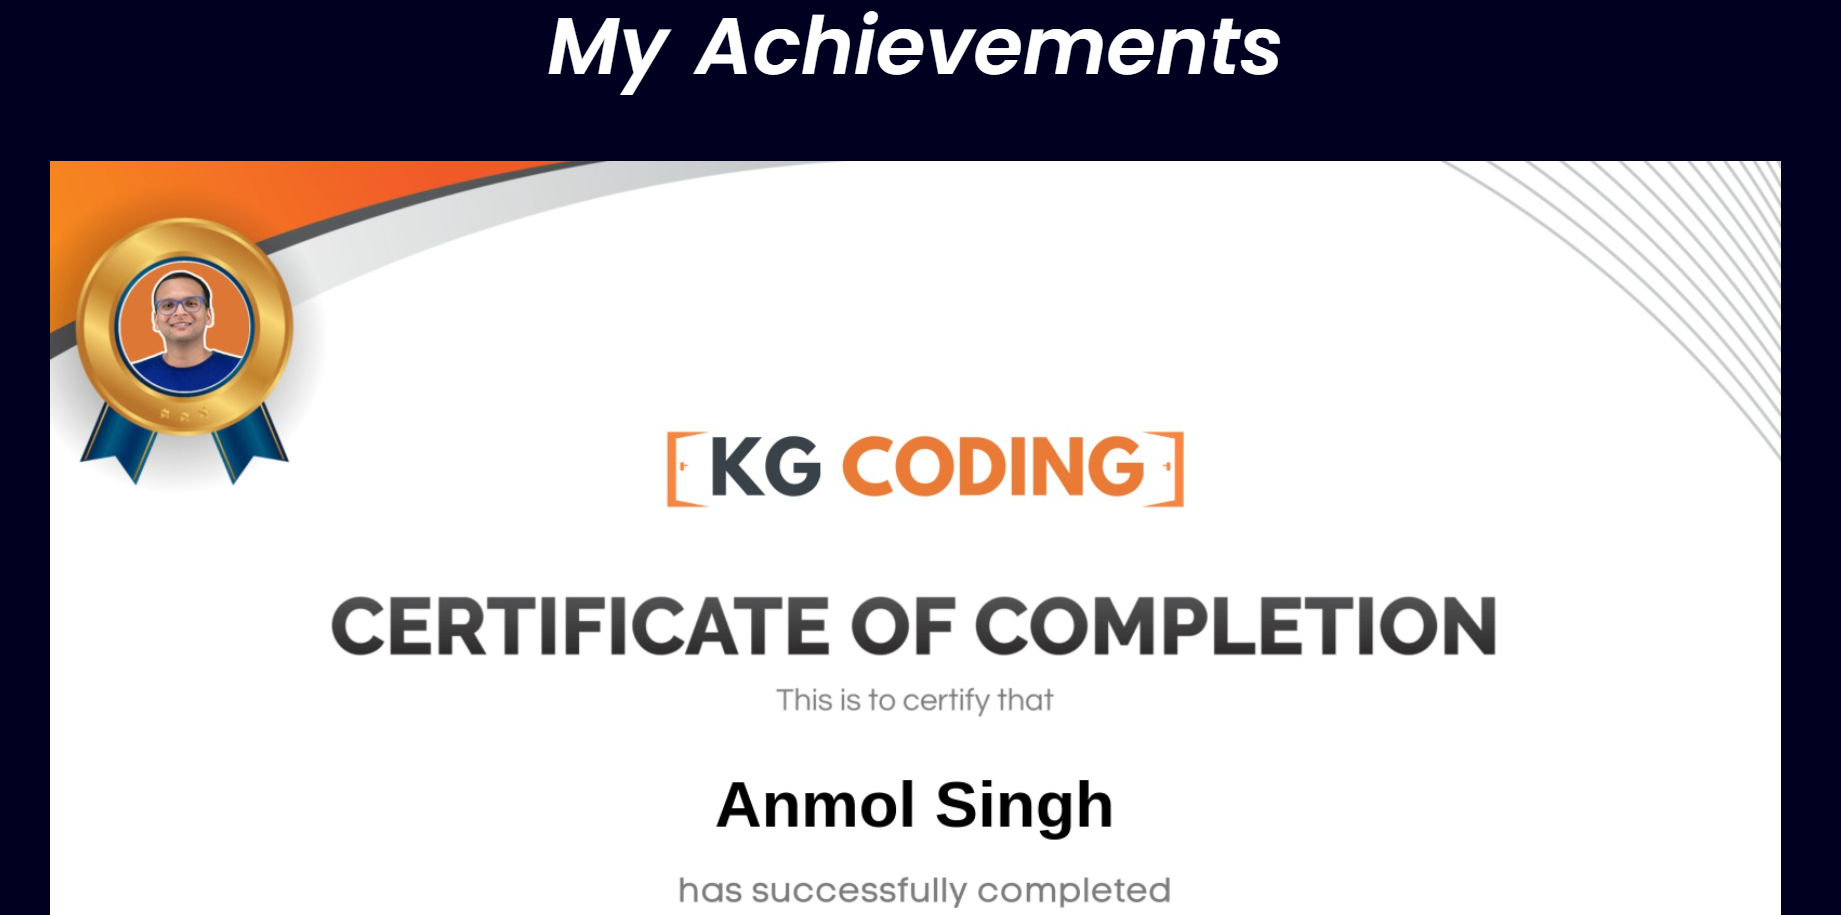 My Achievements
KG CODING
CERTIFICATE OF COMPLETION
This is to certify that
Anmol Singh
has successfully completed